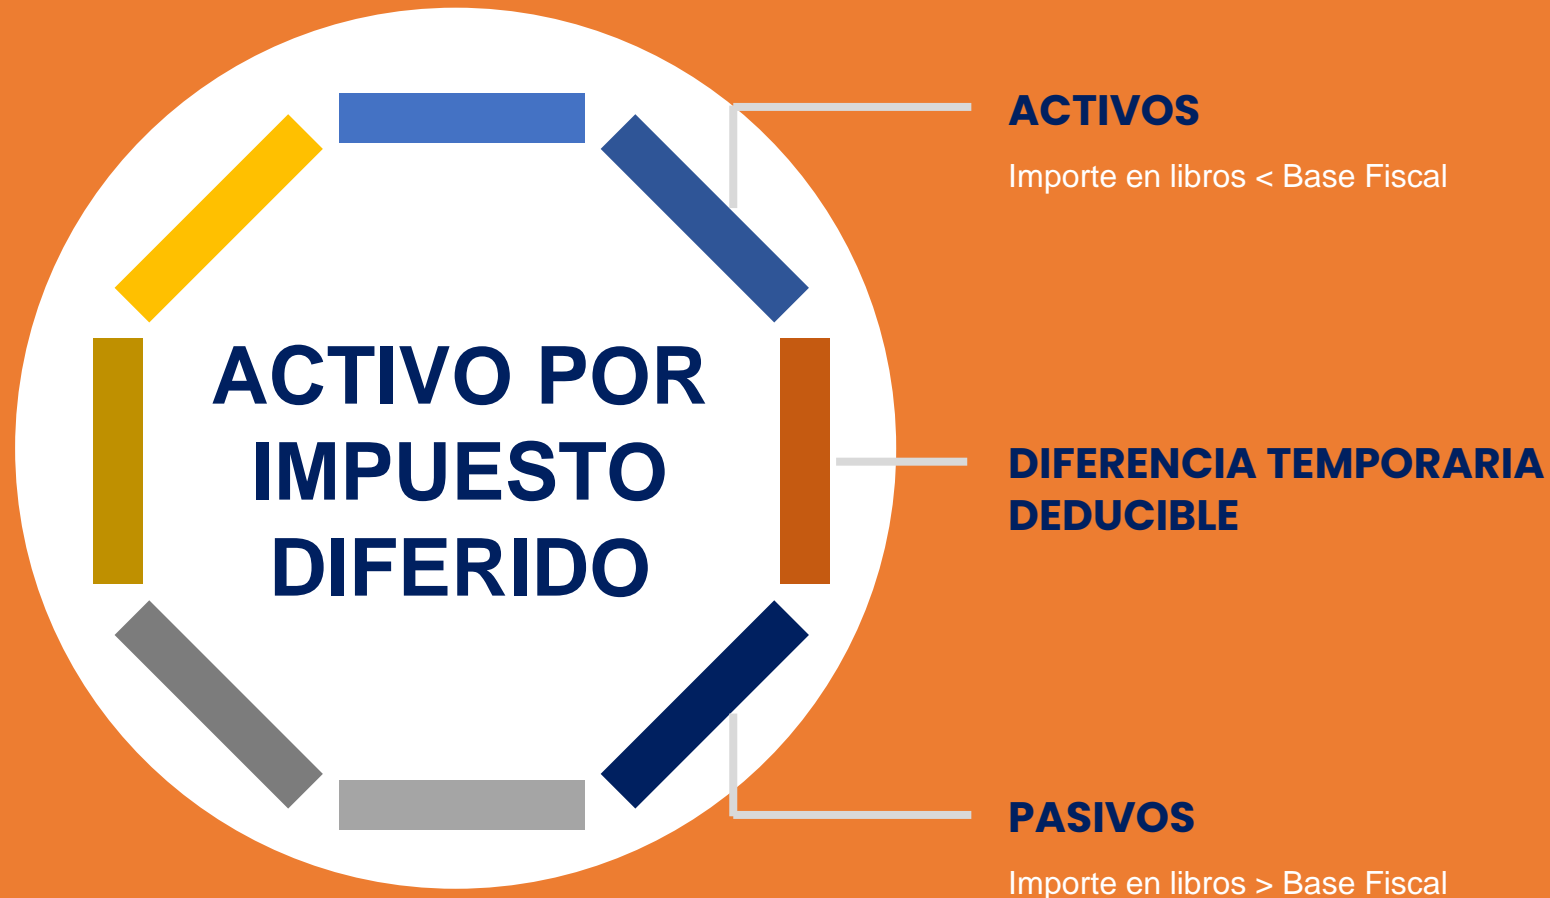 ACTIVO POR
IMPUESTO
DIFERIDO
ACTIVOS
Importe en libros < Base Fiscal
DIFERENCIA TEMPORARIA
DEDUCIBLE
PASIVOS
Importe en libros > Base Fiscal